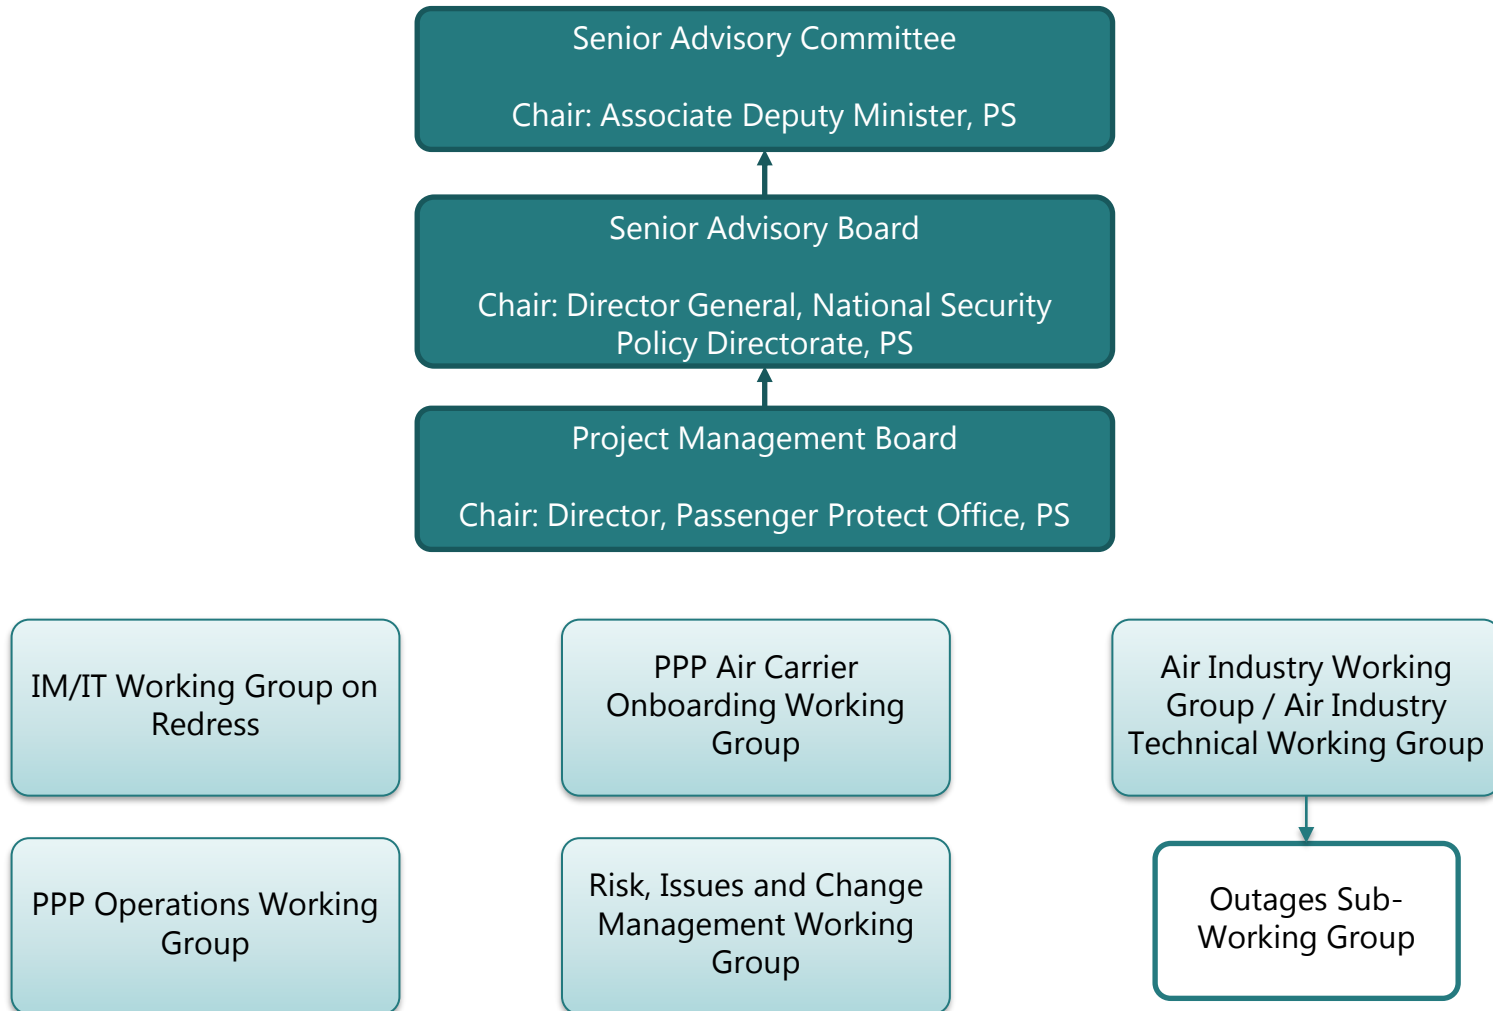 Senior Advisory Committee
Chair: Associate Deputy Minister, PS
Senior Advisory Board
Chair: Director General, National Security
Policy Directorate, PS
Project Management Board
Chair: Director, Passenger Protect Office, PS
IM/IT Working Group on
Redress
PPP Air Carrier
Onboarding Working
Group
Air Industry Working
Group / Air Industry
Technical Working Group
PPP Operations Working
Group
Risk, Issues and Change
Management Working
Group
Outages Sub-
Working Group